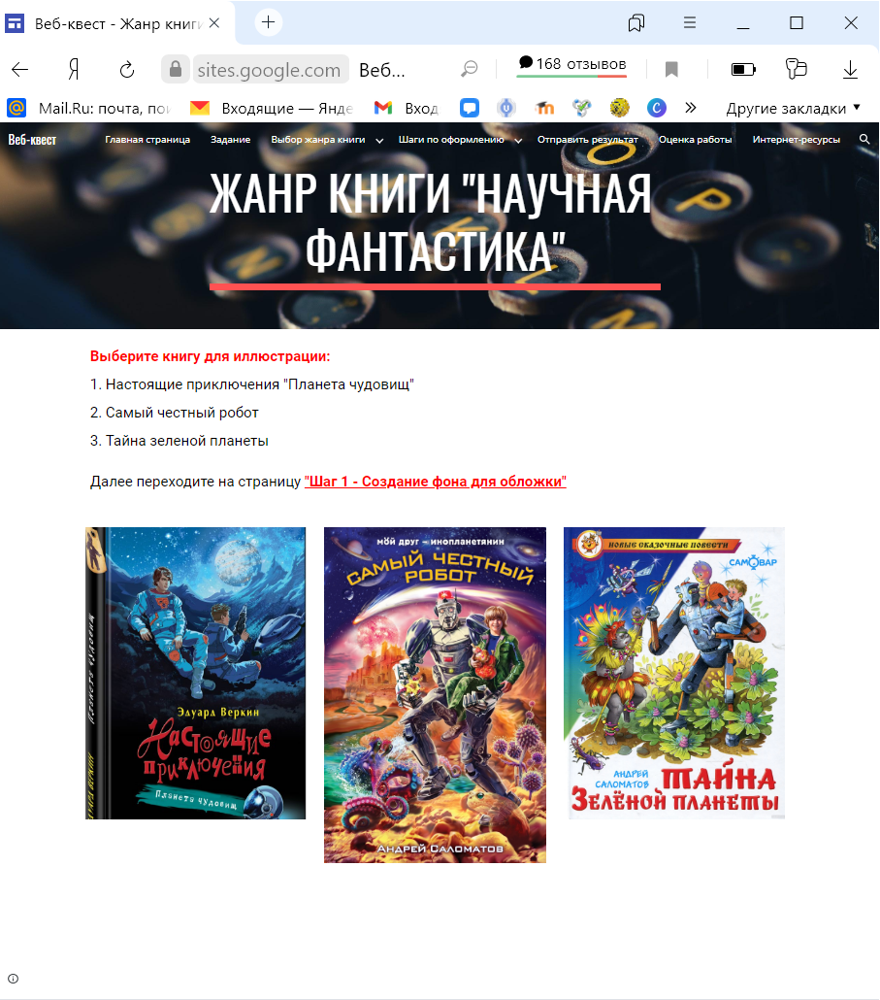 Веб-квест - Жанр книги
sites.google.com Веб... 168 отзывов
Mail.Ru: почта, пои Входящие — Янде Вход Другие закладки
Веб-квест Главная страница Задание Выбор жанра книги Шаги по оформлению Отправить результат Оценка работы Интернет-ресурсы
ЖАНР КНИГИ "НАУЧНАЯ
ФАНТАСТИКА"
Выберите книгу для иллюстрации:
1. Настоящие приключения "Планета чудовищ"
2. Самый честный робот
3. Тайна зеленой планеты
Далее переходите на страницу "Шаг 1 - Создание фона для обложки"
Эдуард Веркин
Настоящие
приключения
Планета чудовищ
Планета чудовищ
мой друг – инопланетянин
САМЫЙ ЧЕСТНЫЙ
РОБОТ
Андрей Саломатов
НОВЫЕ СКАЗОЧНЫЕ ПОВЕСТИ
САМОВАР
АНДРЕЙ
САЛОМАТОВ
ТАЙНА
ЗЕЛЁНОЙ ПЛАНЕТЫ